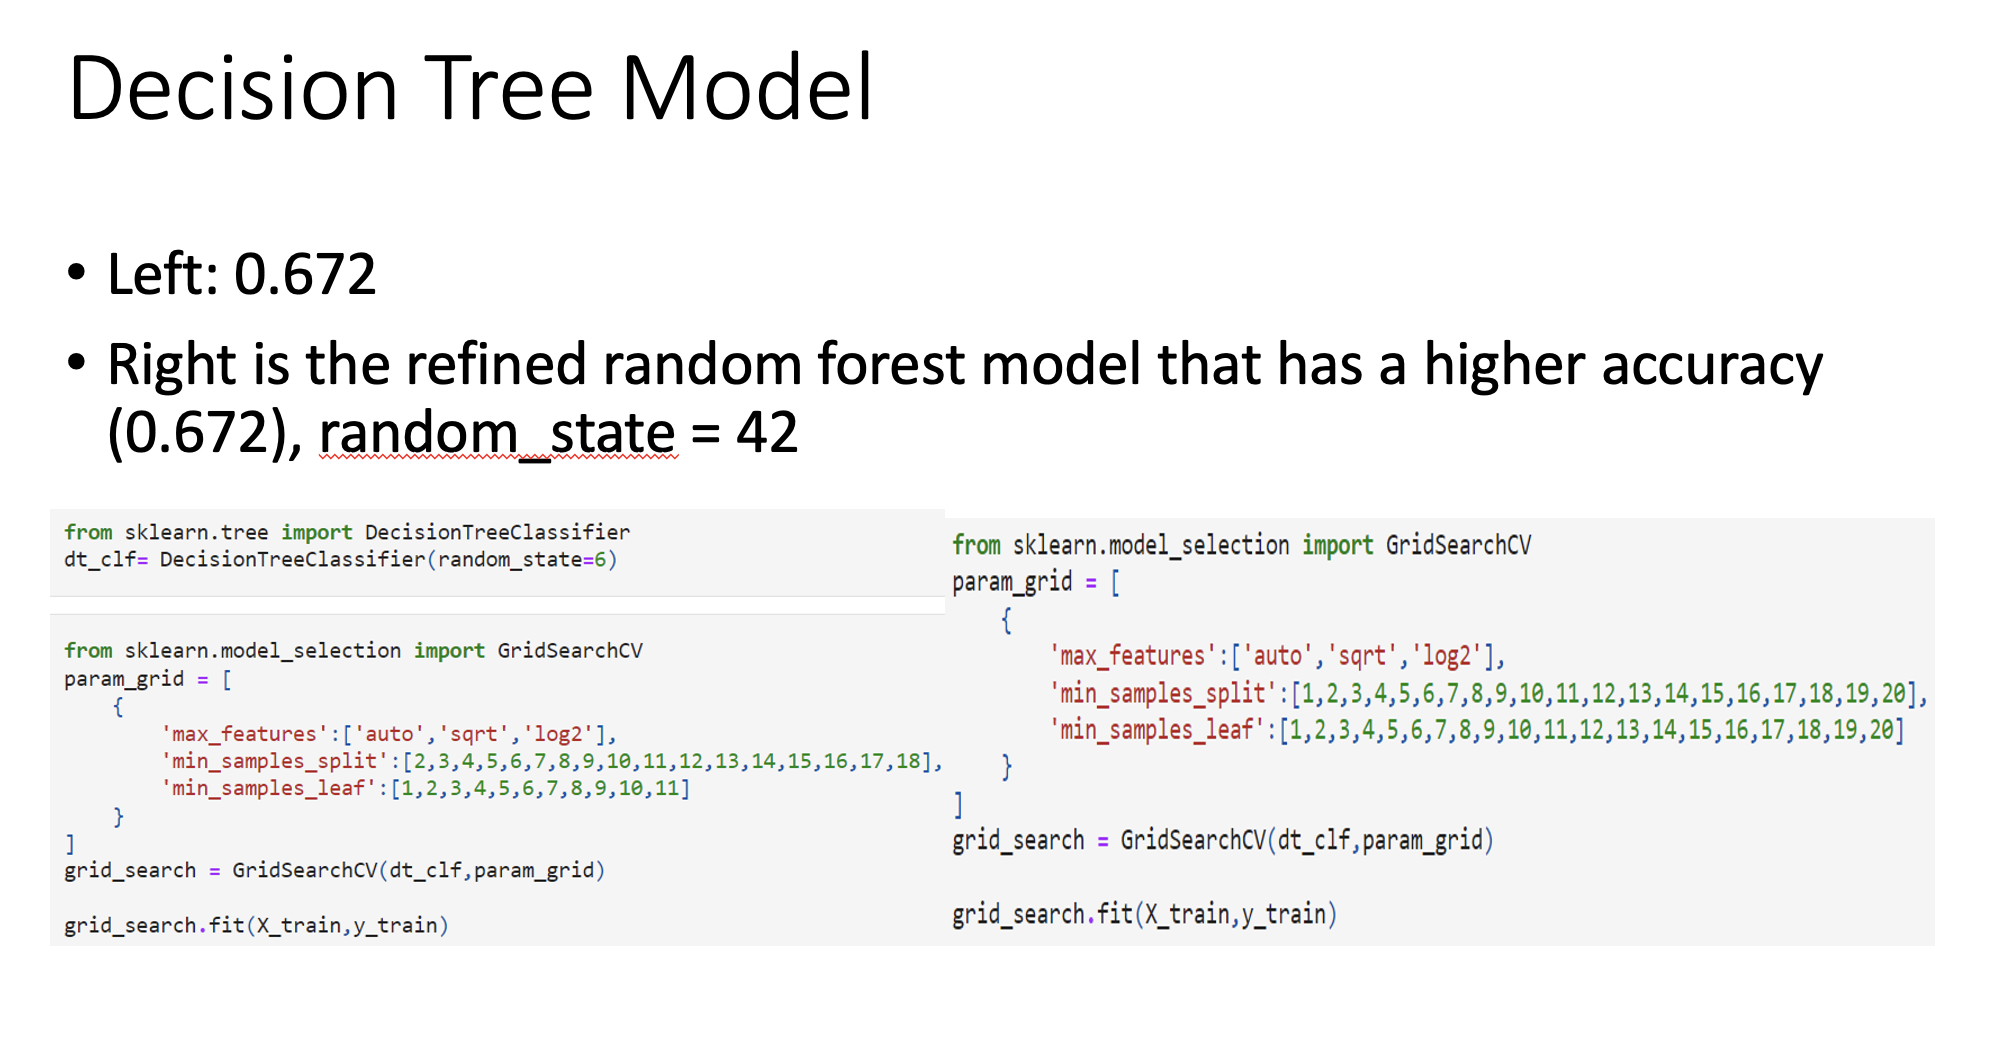 Decision Tree Model
• Left: 0.672
• Right is the refined random forest model that has a higher accuracy
(0.672), random_state = 42
from sklearn.tree import DecisionTreeClassifier
dt_clf= DecisionTreeClassifier(random_state=6)
from sklearn.model_selection import GridSearchCV
param_grid = [
    {
        'max_features':['auto','sqrt','log2'],
        'min_samples_split':[2,3,4,5,6,7,8,9,10,11,12,13,14,15,16,17,18],
        'min_samples_leaf':[1,2,3,4,5,6,7,8,9,10,11]
    }
]
grid_search = GridSearchCV(dt_clf,param_grid)
grid_search.fit(X_train,y_train)
from sklearn.model_selection import GridSearchCV
param_grid = [
    {
        'max_features':['auto','sqrt','log2'],
        'min_samples_split':[1,2,3,4,5,6,7,8,9,10,11,12,13,14,15,16,17,18,19,20],
        'min_samples_leaf':[1,2,3,4,5,6,7,8,9,10,11,12,13,14,15,16,17,18,19,20]
    }
]
grid_search = GridSearchCV(dt_clf,param_grid)
grid_search.fit(X_train,y_train)